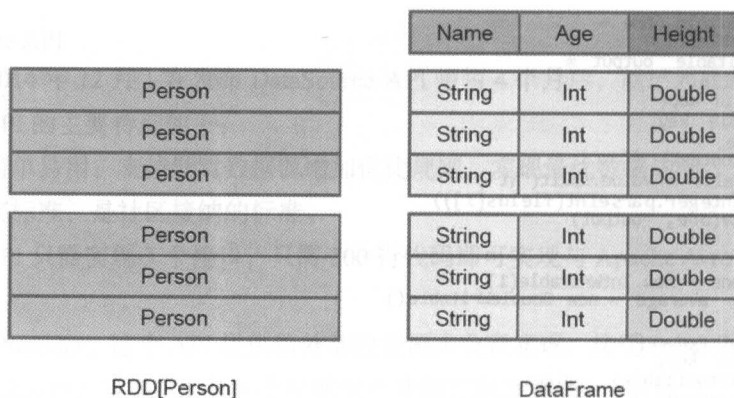 Name Age Height
Person
Person
Person
String Int Double
String Int Double
String Int Double
Person
Person
Person
String Int Double
String Int Double
String Int Double
RDD[Person]
DataFrame